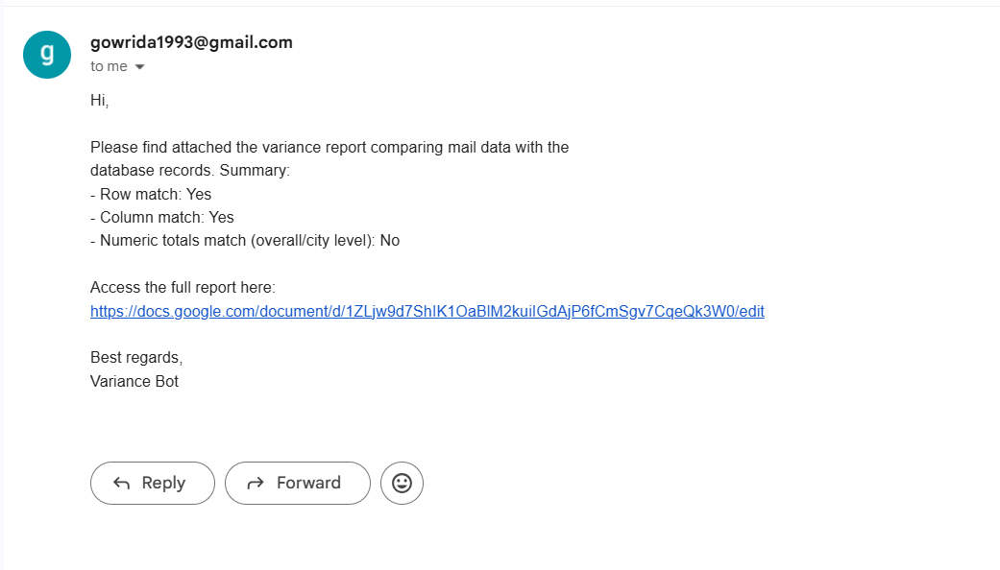 g
gowrida1993@gmail.com
to me
Hi,
Please find attached the variance report comparing mail data with the
database records. Summary:
- Row match: Yes
- Column match: Yes
- Numeric totals match (overall/city level): No
Access the full report here:
https://docs.google.com/document/d/1ZLjw9d7ShIK1OaBlM2kuiIGdAjP6fCmSgv7CqeQk3W0/edit
Best regards,
Variance Bot
Reply
Forward